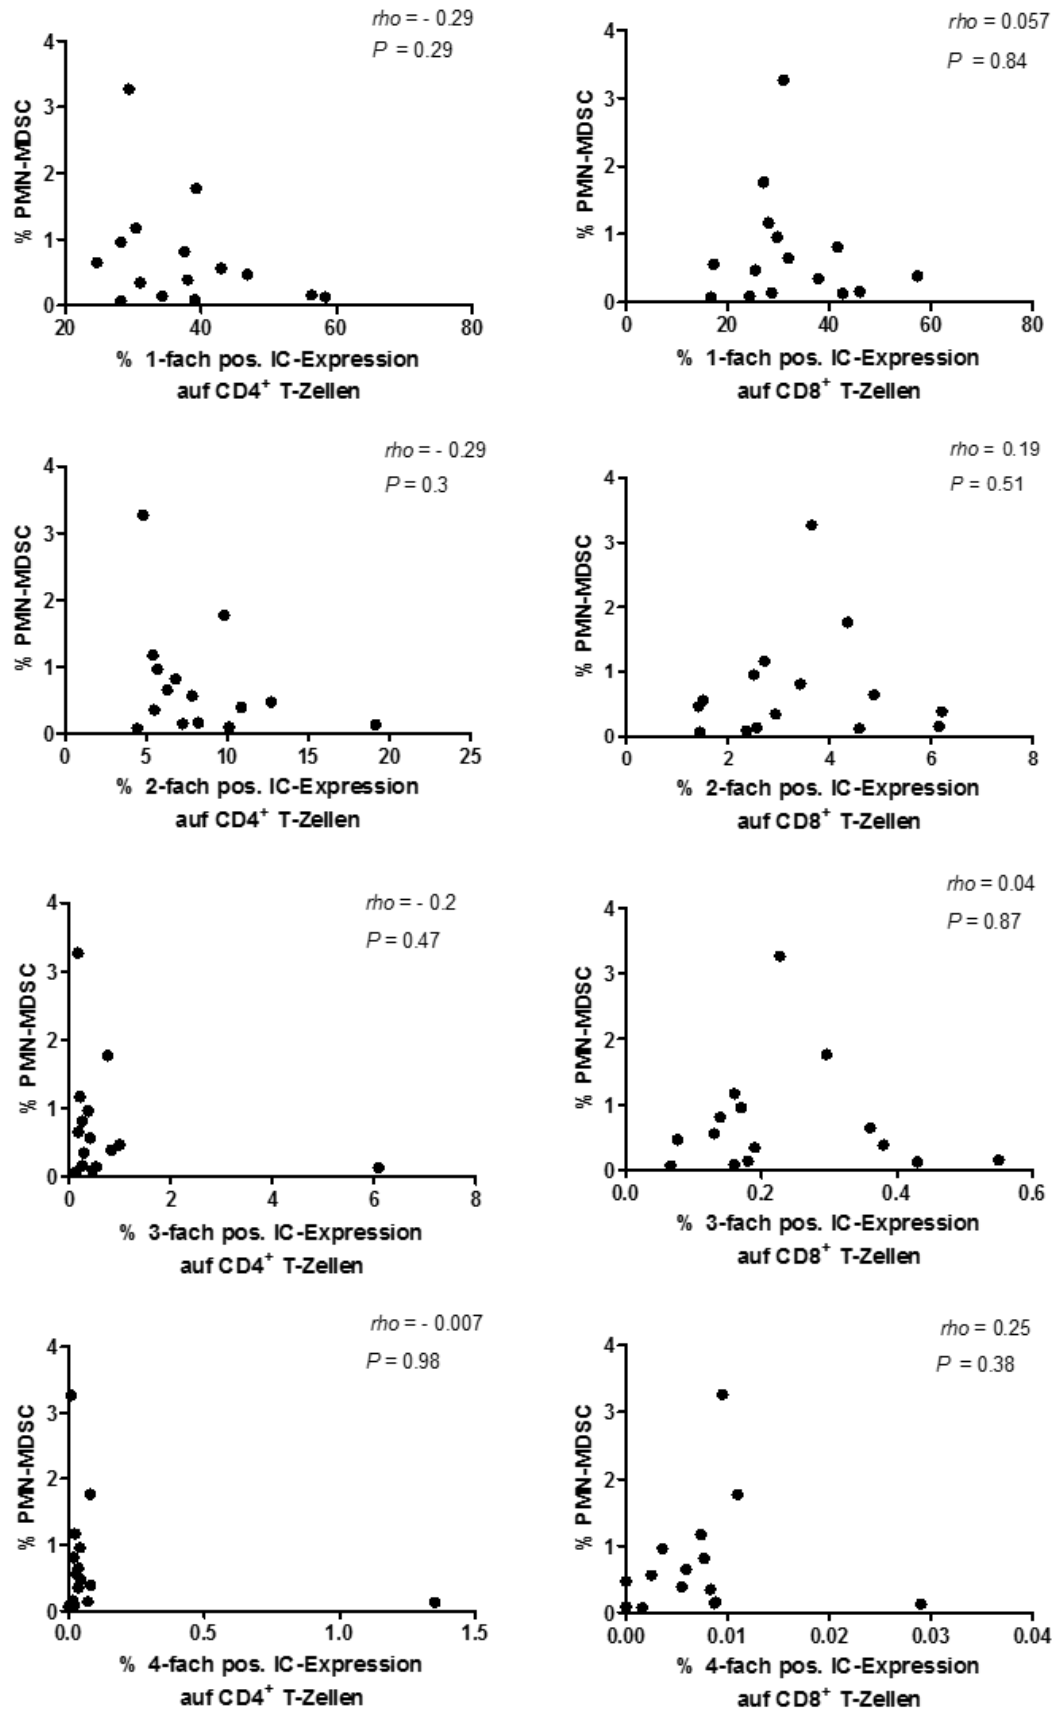 rho = - 0.29
P = 0.29
4
3
2
1
0
% PMN-MDSC
20 40 60 80
% 1-fach pos. IC-Expression
auf CD4+ T-Zellen
rho = 0.057
P = 0.84
4
3
2
1
0
% PMN-MDSC
0 20 40 60 80
% 1-fach pos. IC-Expression
auf CD8+ T-Zellen
rho = - 0.29
P = 0.3
4
3
2
1
0
% PMN-MDSC
0 5 10 15 20 25
% 2-fach pos. IC-Expression
auf CD4+ T-Zellen
rho = 0.19
P = 0.51
4
3
2
1
0
% PMN-MDSC
0 2 4 6 8
% 2-fach pos. IC-Expression
auf CD8+ T-Zellen
rho = - 0.2
P = 0.47
4
3
2
1
0
% PMN-MDSC
0 2 4 6 8
% 3-fach pos. IC-Expression
auf CD4+ T-Zellen
rho = 0.04
P = 0.87
4
3
2
1
0
% PMN-MDSC
0.0 0.2 0.4 0.6
% 3-fach pos. IC-Expression
auf CD8+ T-Zellen
rho = - 0.007
P = 0.98
4
3
2
1
0
% PMN-MDSC
0.0 0.5 1.0 1.5
% 4-fach pos. IC-Expression
auf CD4+ T-Zellen
rho = 0.25
P = 0.38
4
3
2
1
0
% PMN-MDSC
0.00 0.01 0.02 0.03 0.04
% 4-fach pos. IC-Expression
auf CD8+ T-Zellen